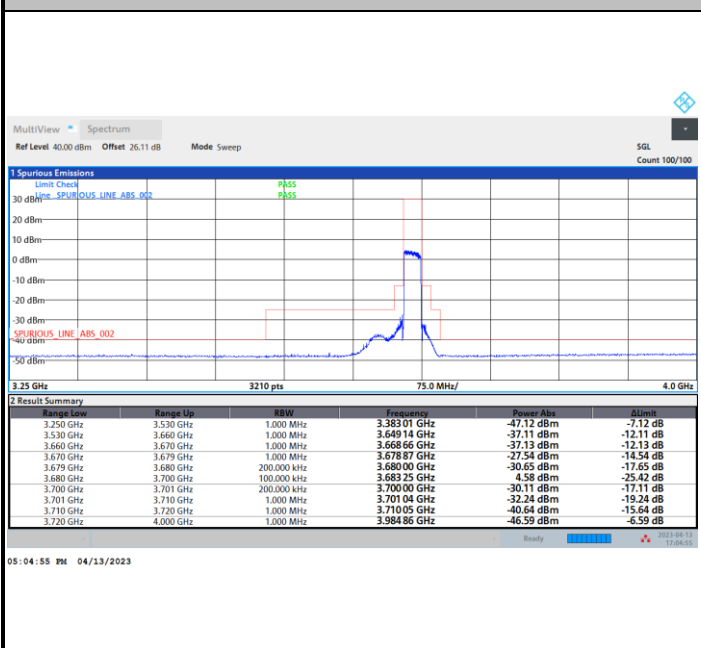 MultiView Spectrum
Ref Level 40.00 dBm Offset 26.11 dB Mode Sweep SGL
Count 100/100
1 Spurious Emissions
Limit Check PASS
Line _SPURIOUS_LINE_ABS_002 PASS
30 dBm
20 dBm
10 dBm
0 dBm
-10 dBm
-20 dBm
-30 dBm
SPURIOUS_LINE_ABS_002
-40 dBm
-50 dBm
3.25 GHz 3210 pts 75.0 MHz/ 4.0 GHz
2 Result Summary
Range Low Range Up RBW Frequency Power Abs ΔLimit
3.250 GHz 3.530 GHz 1.000 MHz 3.383 01 GHz -47.12 dBm -7.12 dB
3.530 GHz 3.660 GHz 1.000 MHz 3.649 14 GHz -37.11 dBm -12.11 dB
3.660 GHz 3.670 GHz 1.000 MHz 3.668 66 GHz -37.13 dBm -12.13 dB
3.670 GHz 3.679 GHz 1.000 MHz 3.678 87 GHz -27.54 dBm -14.54 dB
3.679 GHz 3.680 GHz 200.000 kHz 3.680 00 GHz -30.65 dBm -17.65 dB
3.680 GHz 3.700 GHz 100.000 kHz 3.683 25 GHz 4.58 dBm -25.42 dB
3.700 GHz 3.701 GHz 200.000 kHz 3.700 00 GHz -30.11 dBm -17.11 dB
3.701 GHz 3.710 GHz 1.000 MHz 3.701 04 GHz -32.24 dBm -19.24 dB
3.710 GHz 3.720 GHz 1.000 MHz 3.710 05 GHz -40.64 dBm -15.64 dB
3.720 GHz 4.000 GHz 1.000 MHz 3.984 86 GHz -46.59 dBm -6.59 dB
Ready 2023-04-13
17:04:55
05:04:55 PM 04/13/2023